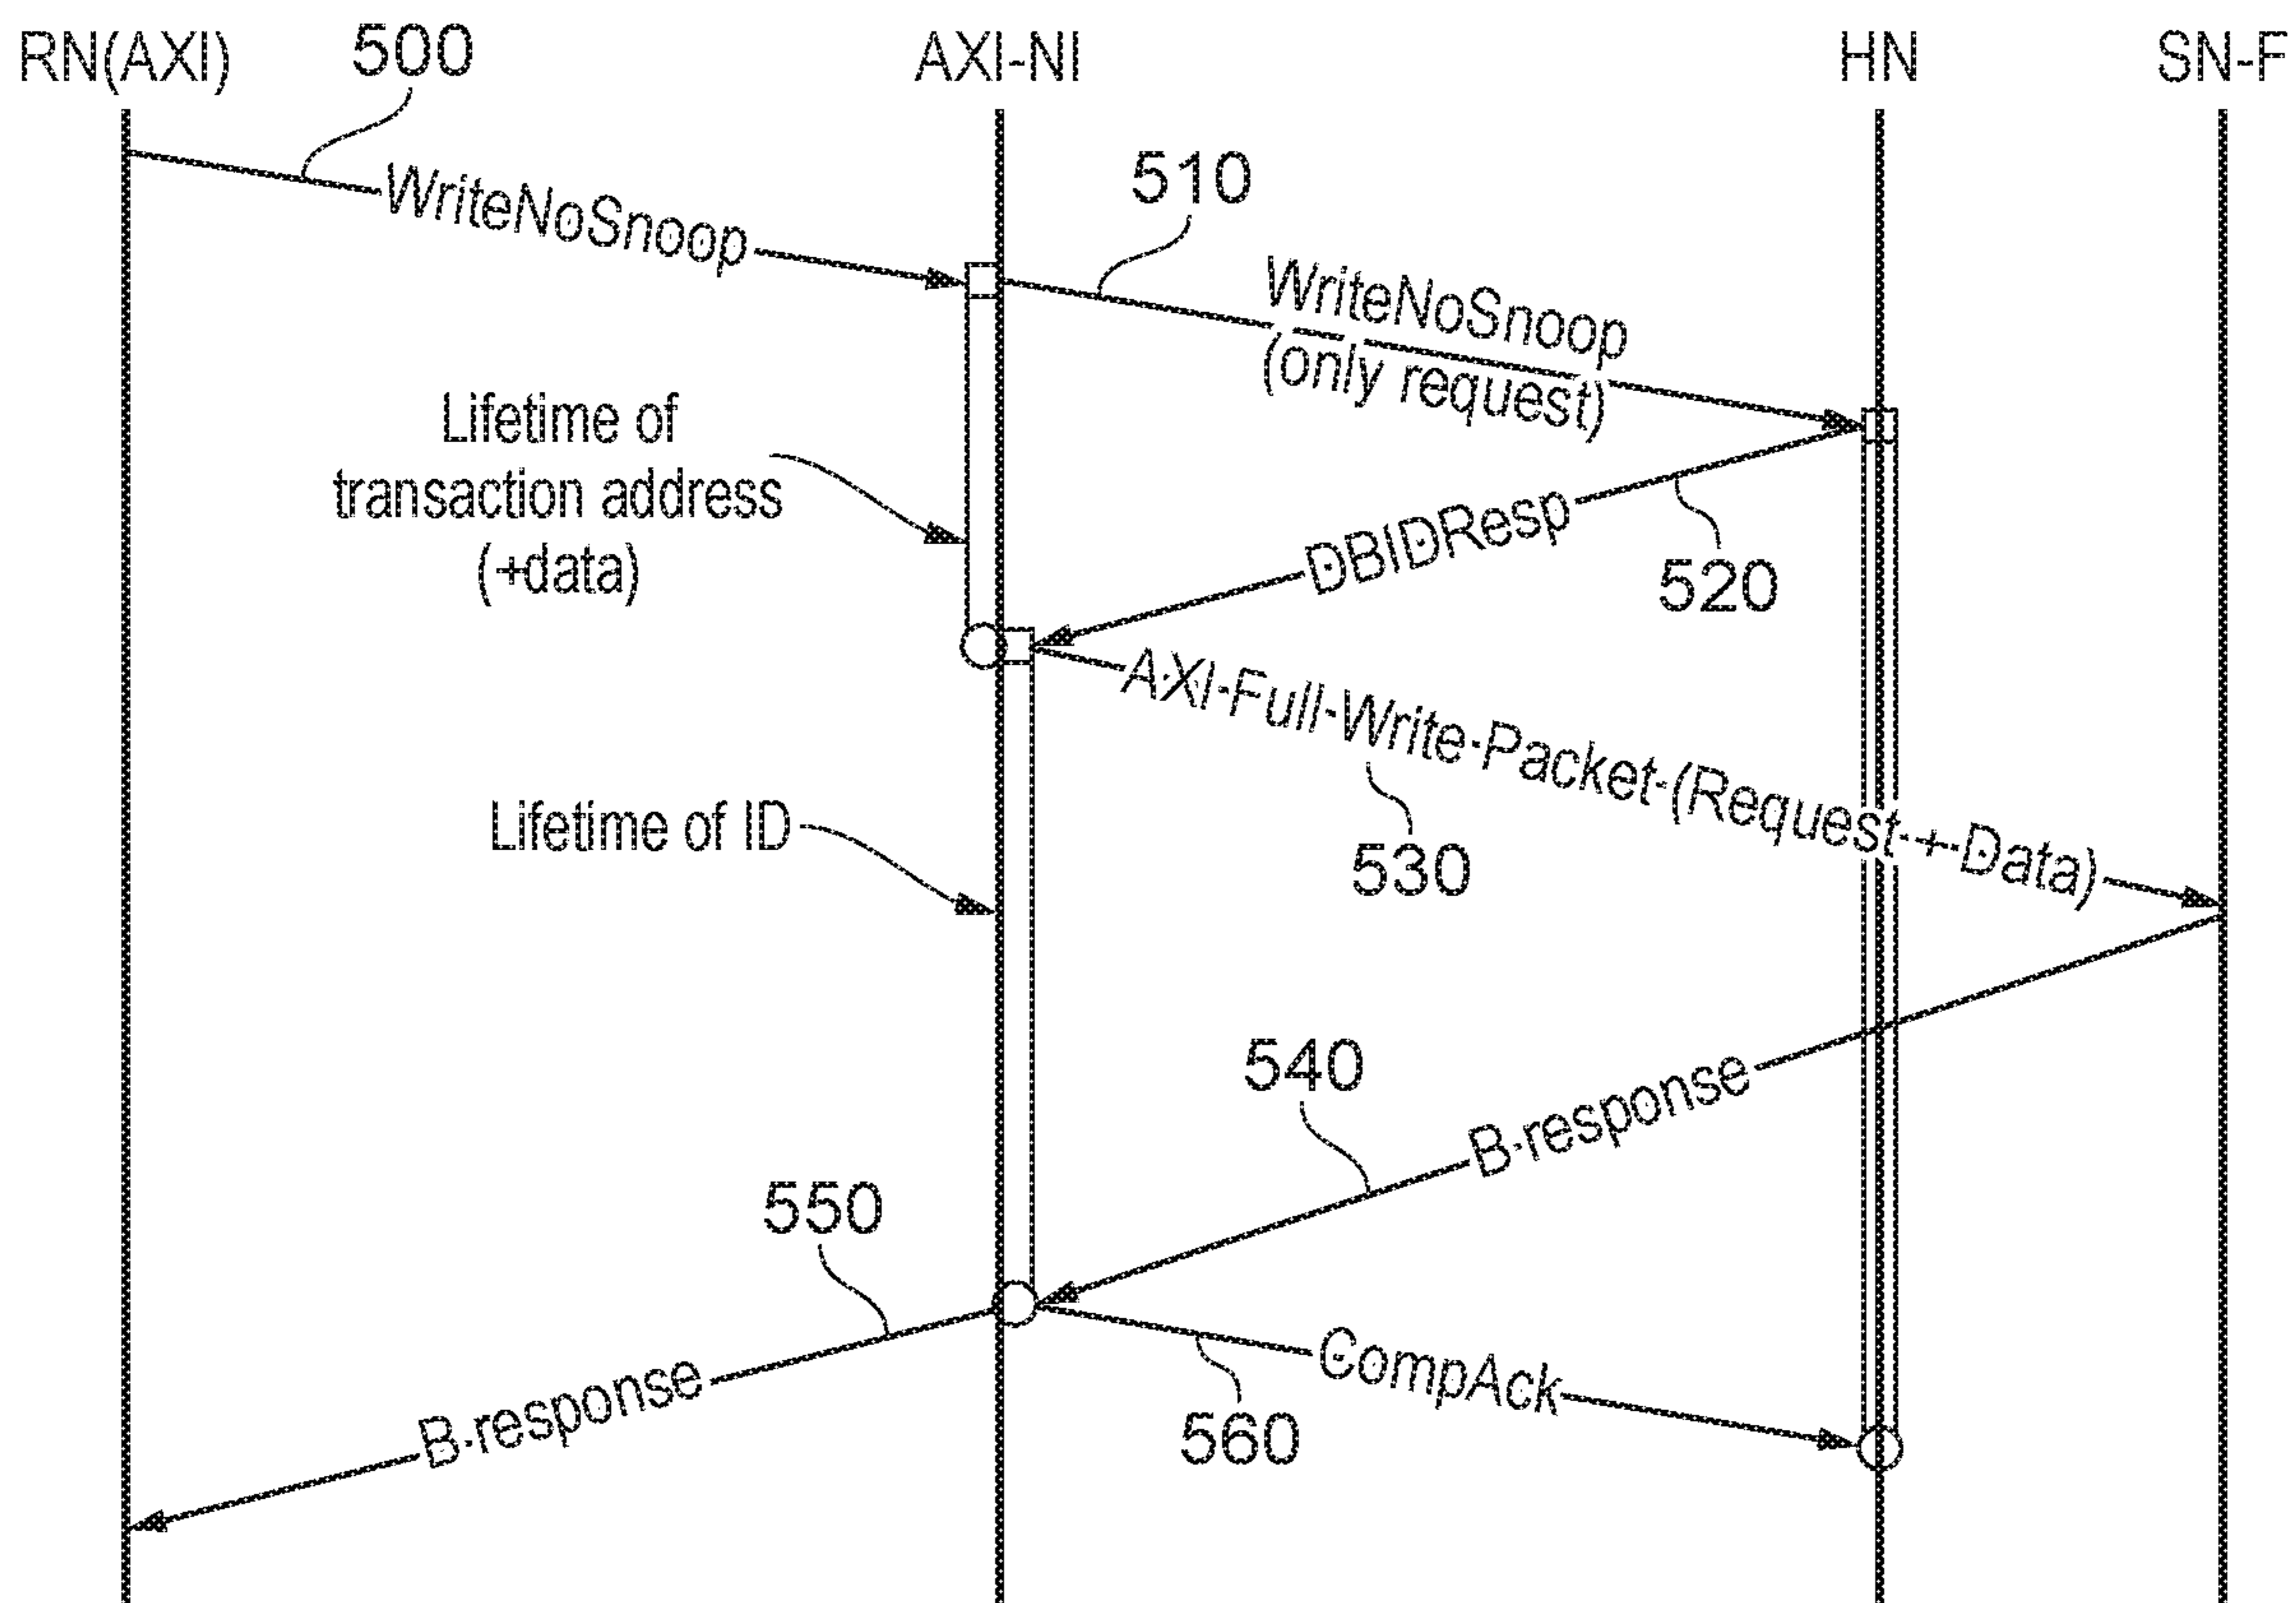 RN(AXI)
500
AXI-NI
HN
SN-F
WriteNoSnoop
510
WriteNoSnoop
(only request)
Lifetime of
transaction address
(+data)
DBIDResp
520
AXI-Full-Write-Packet-(Request-+-Data)
Lifetime of ID
530
540
B-response
550
B-response
CompAck
560